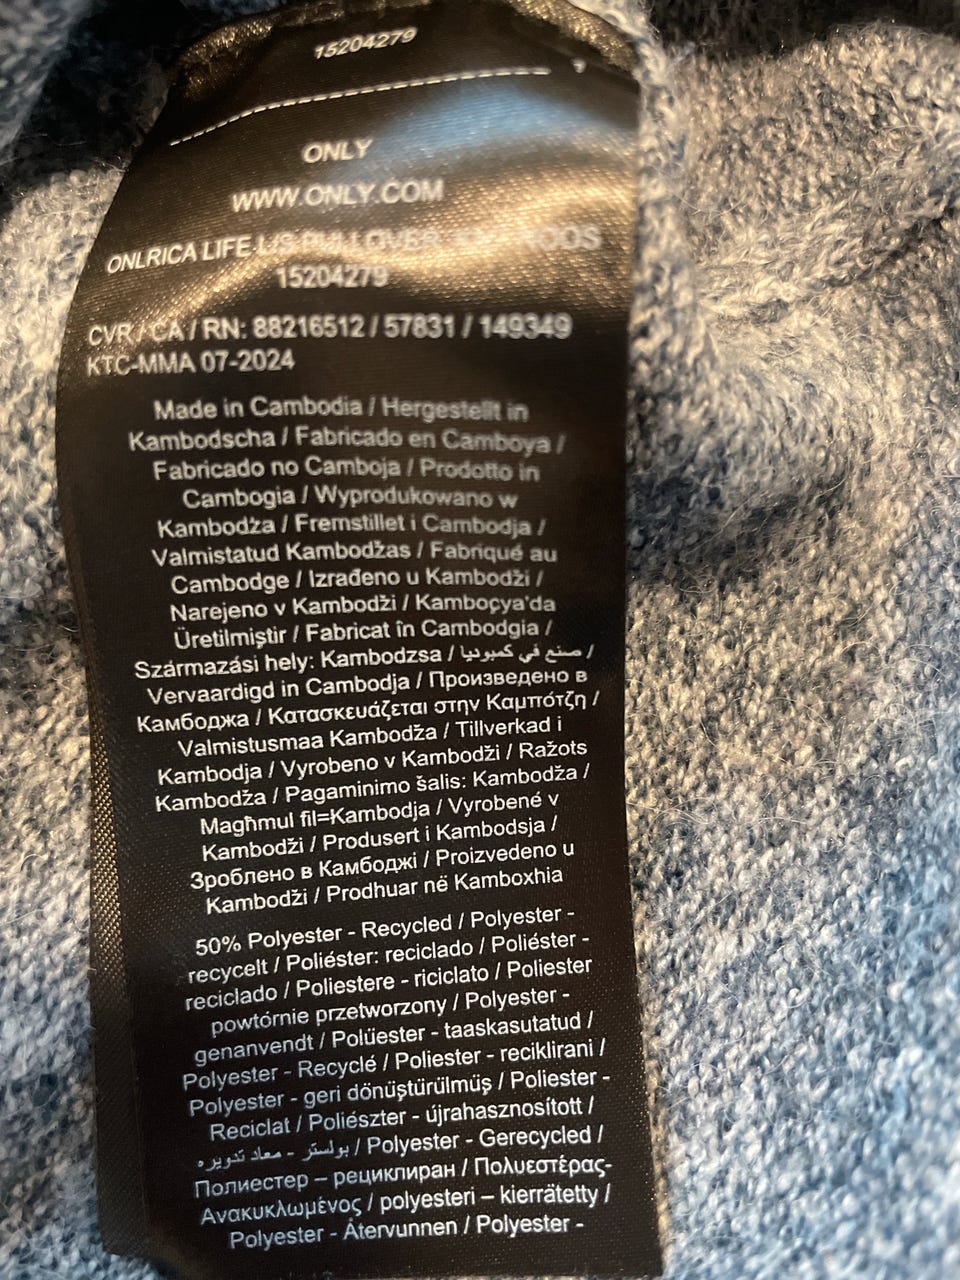 15204279
ONLY
WWW.ONLY.COM
ONLRICA LIFE L/S PULLOVER
15204279
CVR / CA / RN: 88216512 / 57831 / 149349
KTC-MMA 07-2024
Made in Cambodia / Hergestellt in
Kambodscha / Fabricado en Camboya /
Fabricado no Camboja / Prodotto in
Cambogia / Wyprodukowano w
Kambodża / Fremstillet i Cambodja /
Valmistatud Kambodžas / Fabriqué au
Cambodge / Izrađeno u Kambodži /
Narejeno v Kambodži / Kamboçya'da
Üretilmiştir / Fabricat în Cambodgia /
Származási hely: Kambodzsa / صنع في كمبوديا /
Vervaardigd in Cambodja / Произведено в
Камбоджа / Κατασκευάζεται στην Καμπότζη /
Valmistusmaa Kambodža / Tillverkad i
Kambodja / Vyrobeno v Kambodži / Ražots
Kambodža / Pagaminimo šalis: Kambodža /
Magħmul fil=Kambodja / Vyrobené v
Kambodži / Produsert i Kambodsja /
Зроблено в Камбоджі / Proizvedeno u
Kambodži / Prodhuar në Kamboxhia
50% Polyester - Recycled / Polyester -
recycelt / Poliéster: reciclado / Poliéster -
reciclado / Poliestere - riciclato / Poliester
powtórnie przetworzony / Polyester -
genanvendt / Polüester - taaskasutatud /
Polyester - Recyclé / Poliester - reciklirani /
Polyester - geri dönüştürülmüş / Poliester -
Reciclat / Poliészter - újrahasznosított /
بولستر - معاد تدويره / Polyester - Gerecycled /
Полиестер – рециклиран / Πολυεστέρας-
Ανακυκλωμένος / polyesteri – kierrätetty /
Polyester - Återvunnen / Polyester -